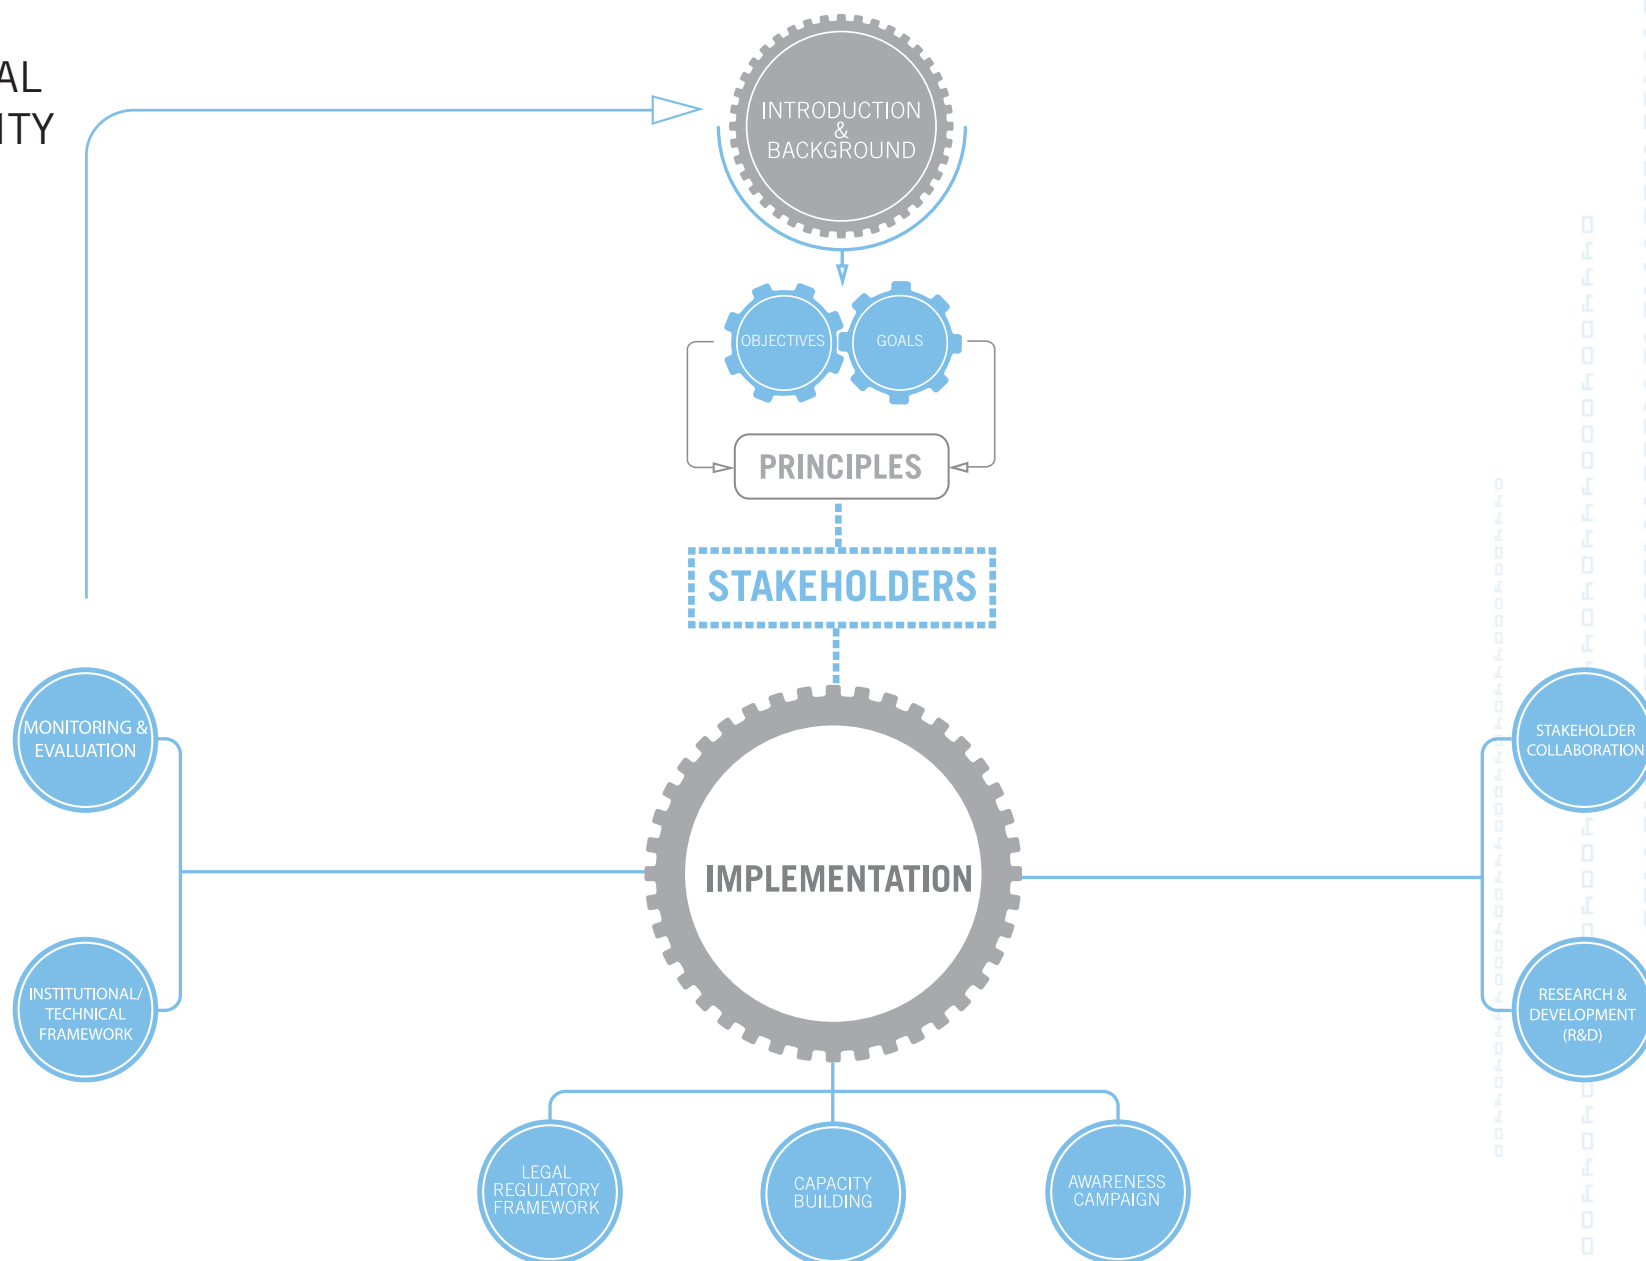 AL
ITY
INTRODUCTION
&
BACKGROUND
OBJECTIVES
GOALS
PRINCIPLES
STAKEHOLDERS
MONITORING &
EVALUATION
STAKEHOLDER
COLLABORATION
IMPLEMENTATION
INSTITUTIONAL/
TECHNICAL
FRAMEWORK
RESEARCH &
DEVELOPMENT
(R&D)
LEGAL
REGULATORY
FRAMEWORK
CAPACITY
BUILDING
AWARENESS
CAMPAIGN